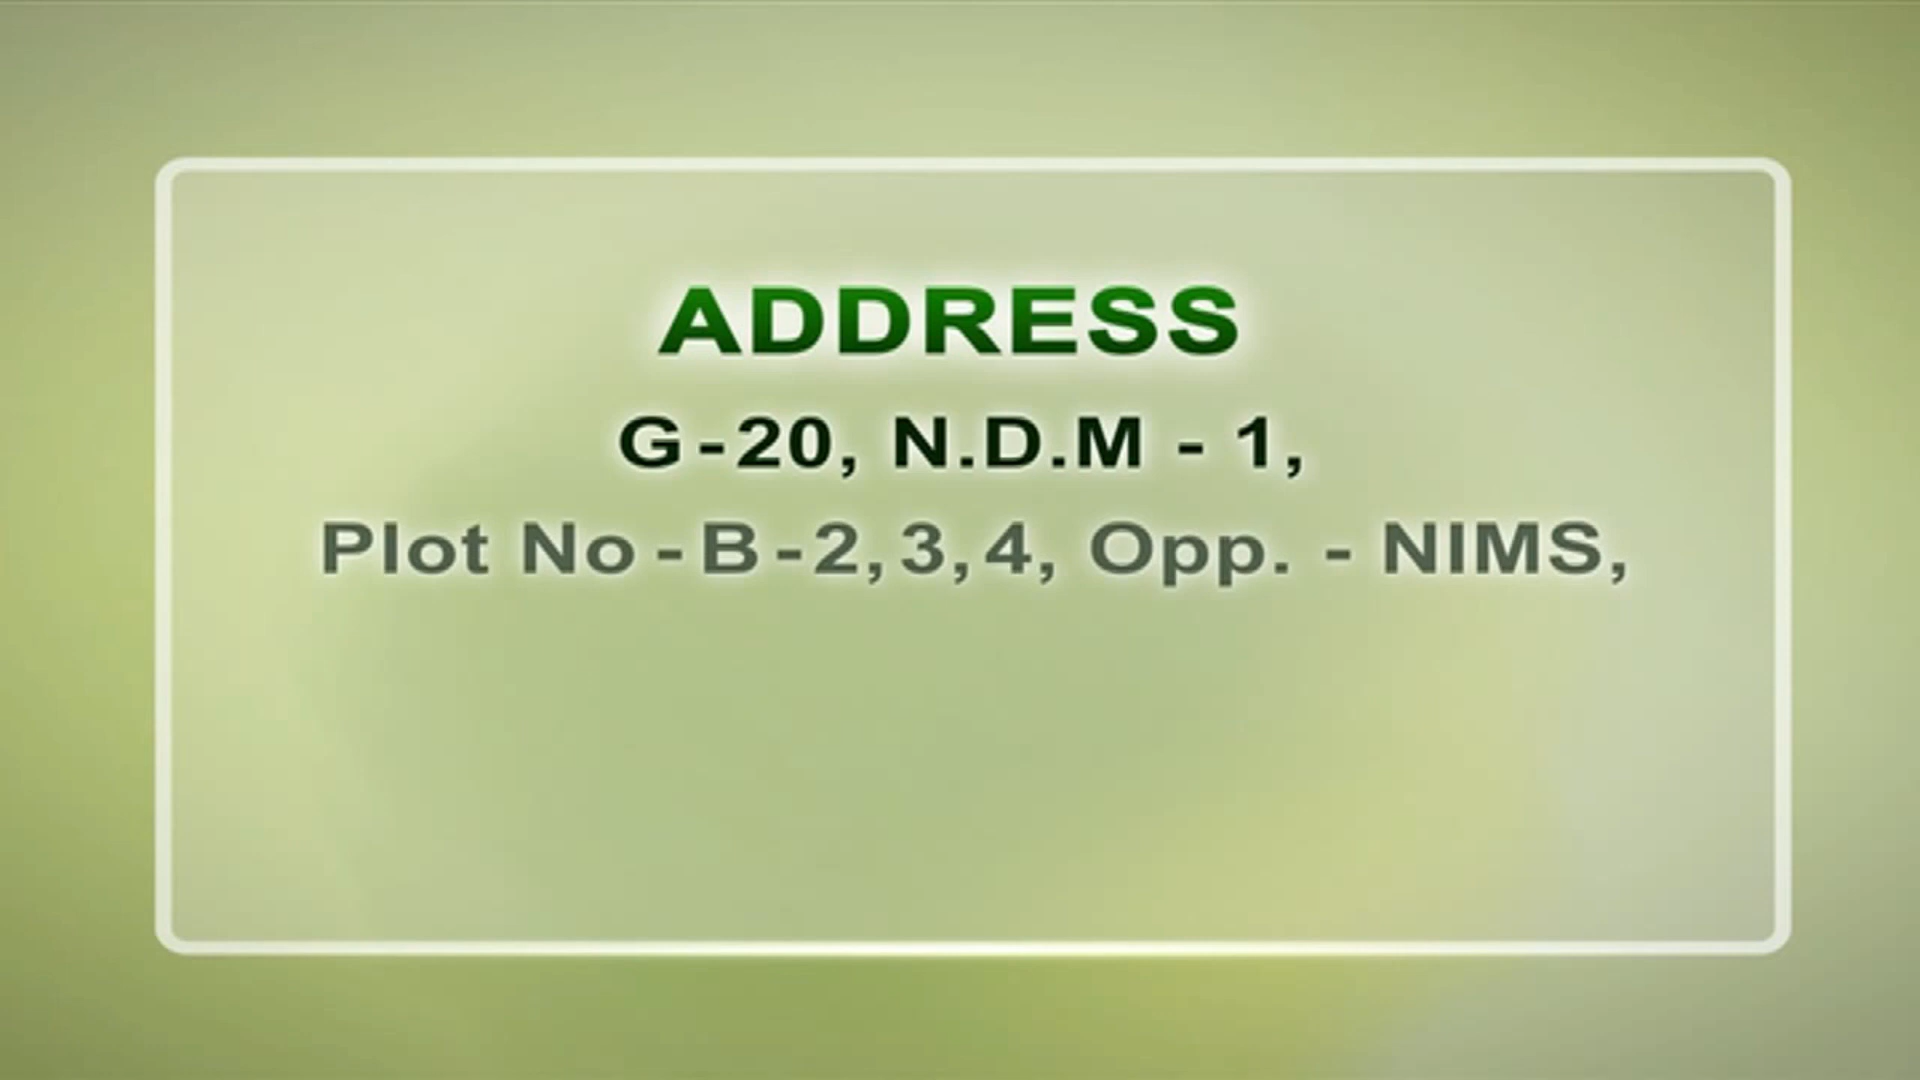 ADDRESS
G-20, N.D.M - 1,
Plot No-B-2,3,4, Opp. - NIMS,